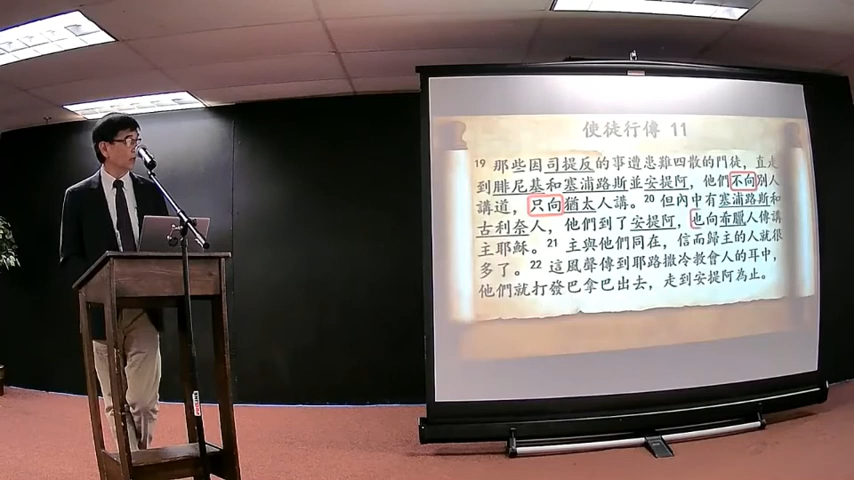 使徒行傳 11
19 那些因司提反的事遭患難四散的門徒，直走
到腓尼基和塞浦路斯並安提阿，他們不向別人
講道，只向猶太人講。20 但內中有塞浦路斯和
古利奈人，他們到了安提阿，也向希臘人傳講
主耶穌。21 主與他們同在，信而歸主的人就很
多了。22 這風聲傳到耶路撒冷教會人的耳中，
他們就打發巴拿巴出去，走到安提阿為止。